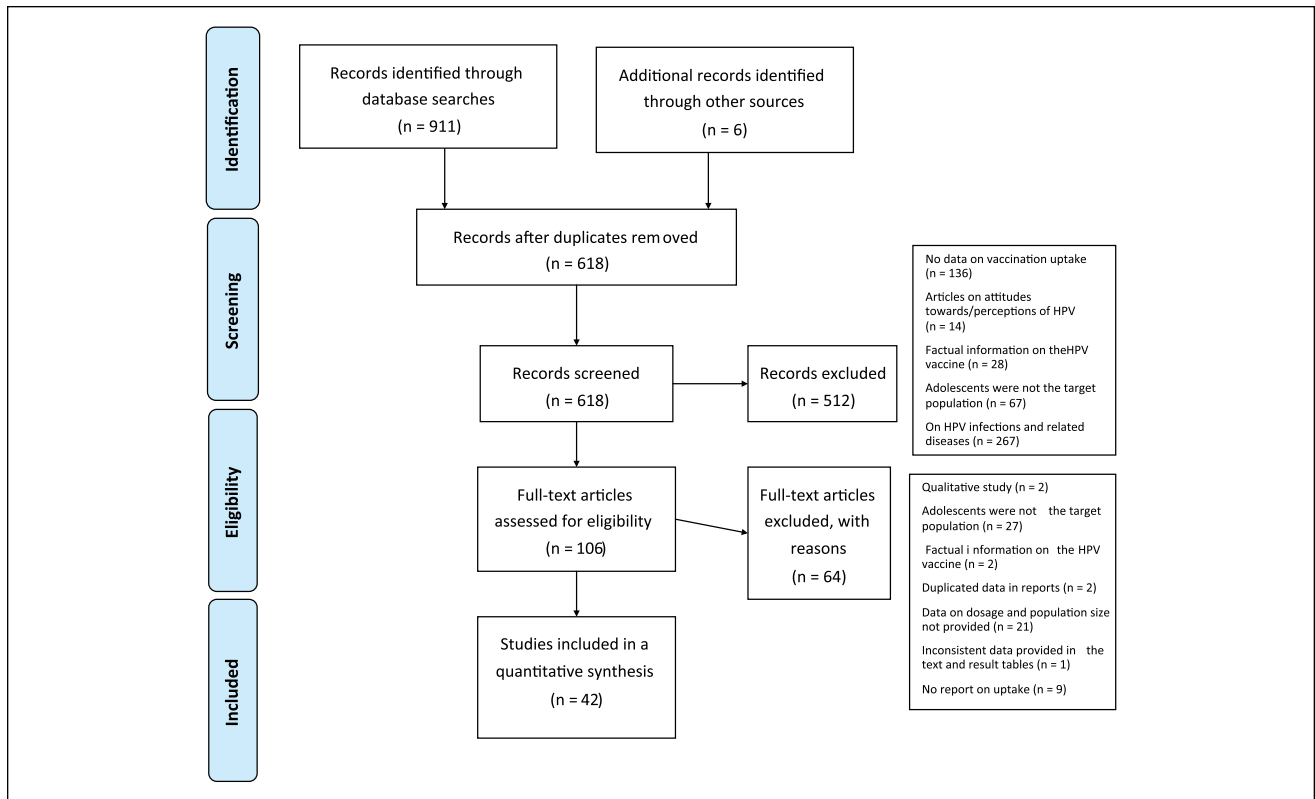 Identification
Records identified through
database searches
(n = 911)
Additional records identified
through other sources
(n = 6)
Screening
Records after duplicates removed
(n = 618)
Records screened
(n = 618)
Records excluded
(n = 512)
No data on vaccination uptake
(n = 136)
Articles on attitudes
towards/perceptions of HPV
(n = 14)
Factual information on theHPV
vaccine (n = 28)
Adolescents were not the target
population (n = 67)
On HPV infections and related
diseases (n = 267)
Eligibility
Full-text articles
assessed for eligibility
(n = 106)
Full-text articles
excluded, with
reasons
(n = 64)
Qualitative study (n = 2)
Adolescents were not the target
population (n = 27)
Factual i nformation on the HPV
vaccine (n = 2)
Duplicated data in reports (n = 2)
Data on dosage and population size
not provided (n = 21)
Inconsistent data provided in the
text and result tables (n = 1)
No report on uptake (n = 9)
Included
Studies included in a
quantitative synthesis
(n = 42)